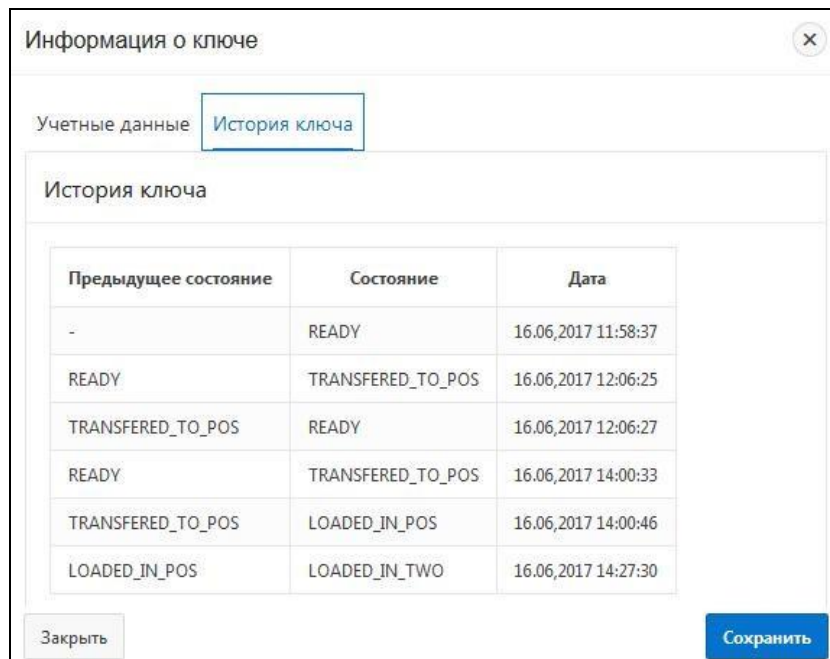 Информация о ключе
Учетные данные История ключа
История ключа
Предыдущее состояние Состояние Дата
- READY 16.06,2017 11:58:37
READY TRANSFERED_TO_POS 16.06,2017 12:06:25
TRANSFERED_TO_POS READY 16.06,2017 12:06:27
READY TRANSFERED_TO_POS 16.06,2017 14:00:33
TRANSFERED_TO_POS LOADED_IN_POS 16.06,2017 14:00:46
LOADED_IN_POS LOADED_IN_TWO 16.06,2017 14:27:30
Закрыть Сохранить